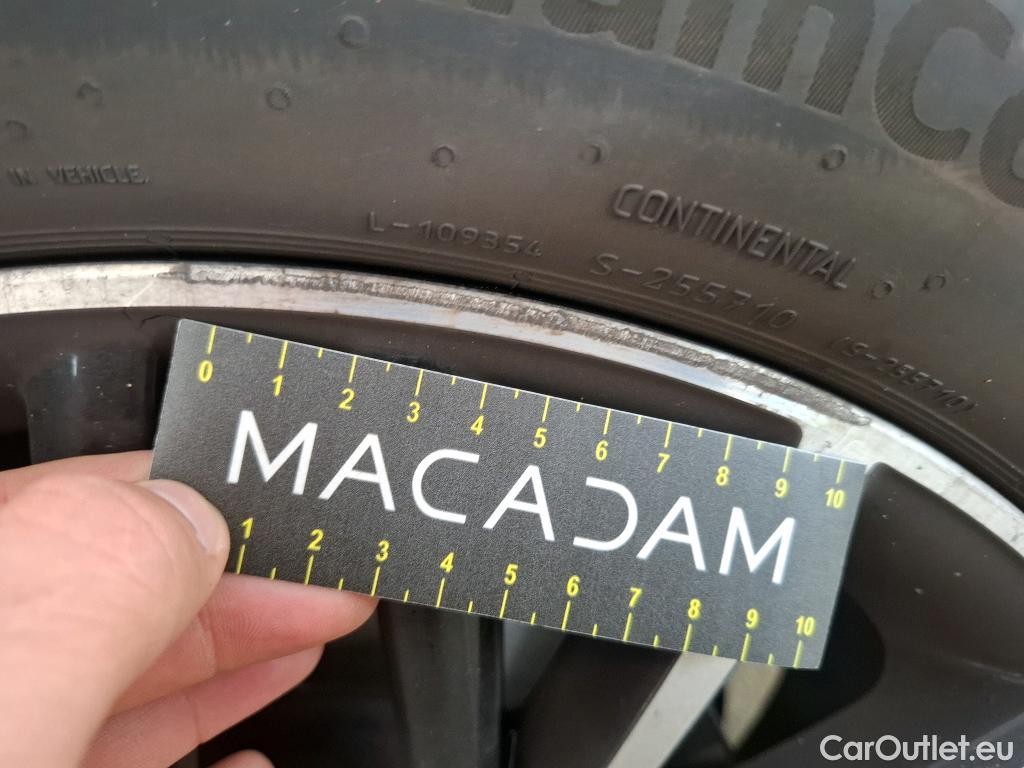 IN VEHICLE.
CONTINENTAL
L-109354 S-255710
(S-255710)
0 1 2 3 4 5 6 7 8 9 10
MACADAM
1 2 3 4 5 6 7 8 9 10
CarOutlet.eu